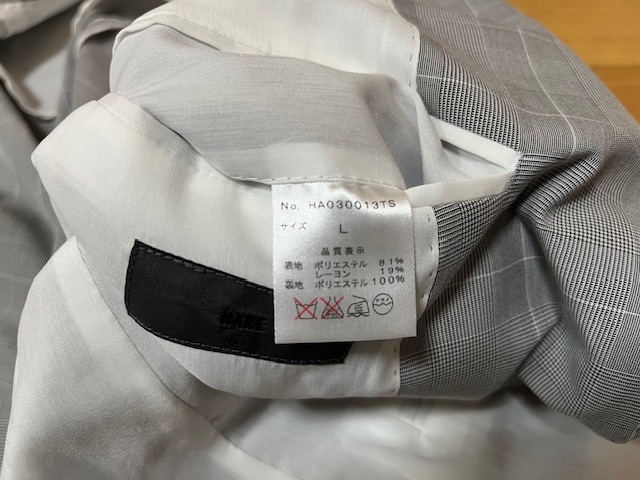 No. HA030013TS
サイズ L
品質表示
表地 ポリエステル 81%
レーヨン 19%
裏地 ポリエステル 100%